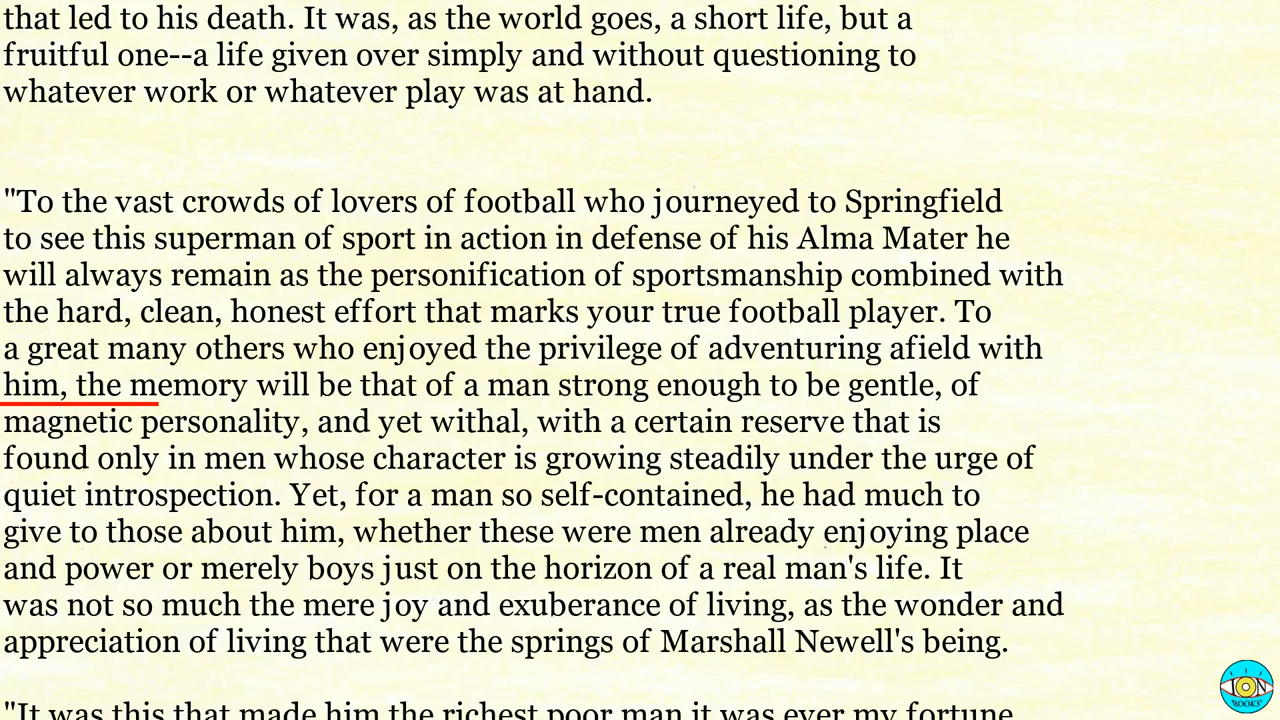 that led to his death. It was, as the world goes, a short life, but a
fruitful one--a life given over simply and without questioning to
whatever work or whatever play was at hand.
"To the vast crowds of lovers of football who journeyed to Springfield
to see this superman of sport in action in defense of his Alma Mater he
will always remain as the personification of sportsmanship combined with
the hard, clean, honest effort that marks your true football player. To
a great many others who enjoyed the privilege of adventuring afield with
him, the memory will be that of a man strong enough to be gentle, of
magnetic personality, and yet withal, with a certain reserve that is
found only in men whose character is growing steadily under the urge of
quiet introspection. Yet, for a man so self-contained, he had much to
give to those about him, whether these were men already enjoying place
and power or merely boys just on the horizon of a real man's life. It
was not so much the mere joy and exuberance of living, as the wonder and
appreciation of living that were the springs of Marshall Newell's being.
"It was this that made him the richest poor man it was ever my fortune
ION
BOOKS